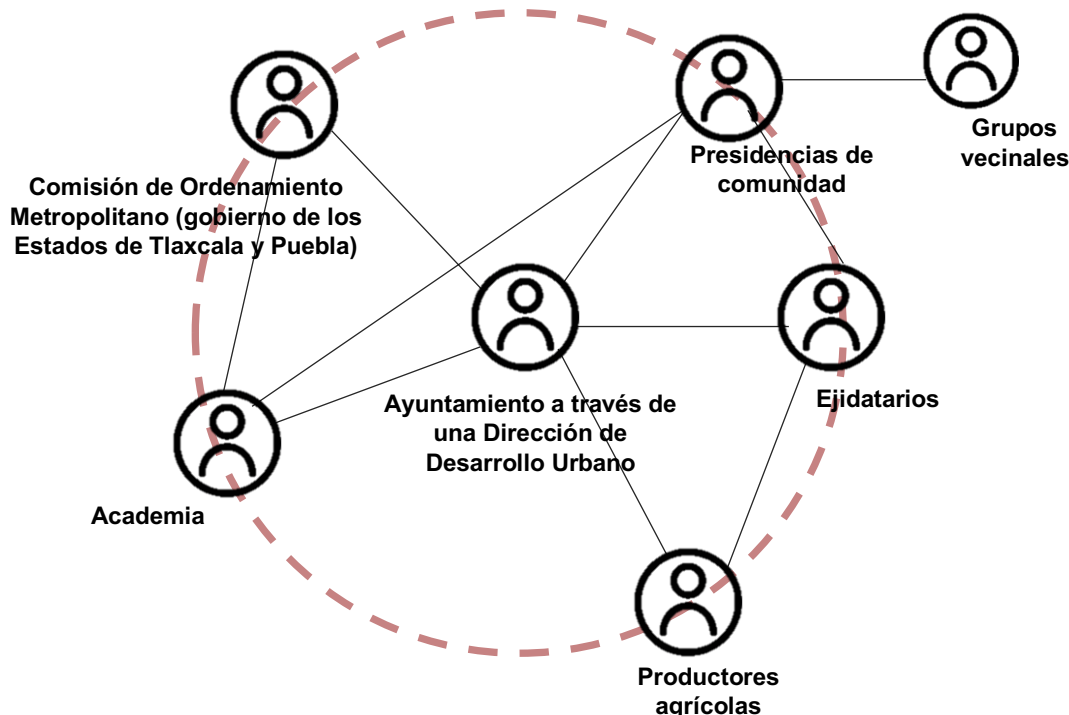 Grupos
vecinales
Presidencias de
comunidad
Comisión de Ordenamiento
Metropolitano (gobierno de los
Estados de Tlaxcala y Puebla)
Ayuntamiento a través de
una Dirección de
Desarrollo Urbano
Ejidatarios
Academia
Productores
agrícolas